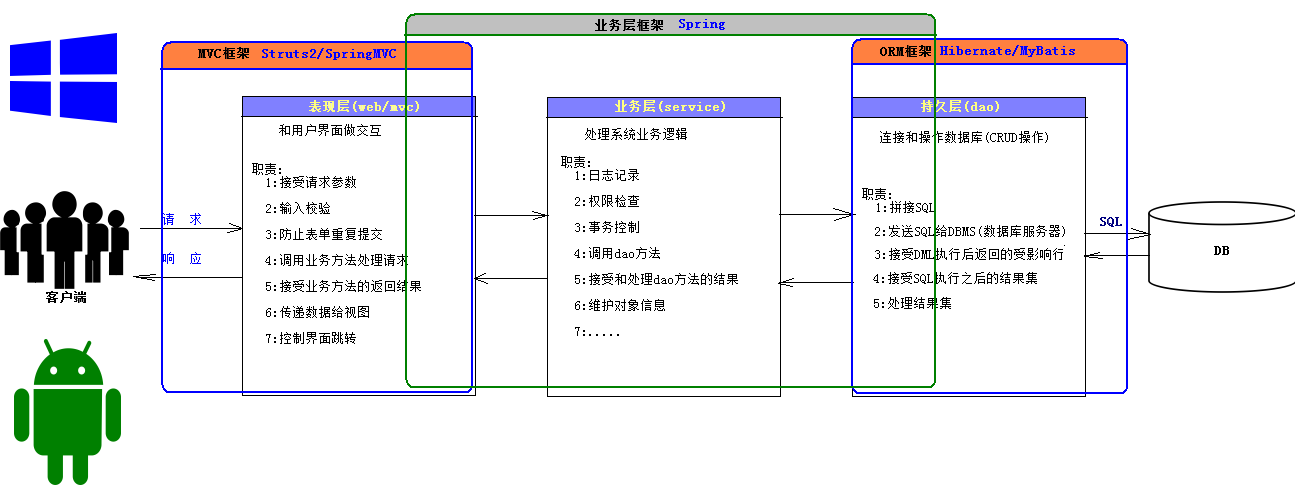 业务层框架 Spring
MVC框架 Struts2/SpringMVC
ORM框架 Hibernate/MyBatis
表现层(web/mvc)
和用户界面做交互
职责:
1:接受请求参数
2:输入校验
3:防止表单重复提交
4:调用业务方法处理请求
5:接受业务方法的返回结果
6:传递数据给视图
7:控制界面跳转
业务层(service)
处理系统业务逻辑
职责:
1:日志记录
2:权限检查
3:事务控制
4:调用dao方法
5:接受和处理dao方法的结果
6:维护对象信息
7:.....
持久层(dao)
连接和操作数据库(CRUD操作)
职责:
1:拼接SQL
2:发送SQL给DBMS(数据库服务器)
3:接受DML执行后返回的受影响行
4:接受SQL执行之后的结果集
5:处理结果集
请 求
响 应
客户端
SQL
DB